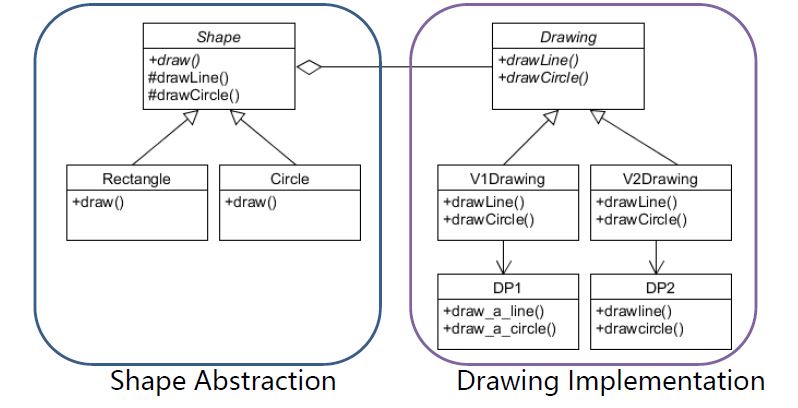 Shape
+draw()
#drawLine()
#drawCircle()
Drawing
+drawLine()
+drawCircle()
Rectangle
+draw()
Circle
+draw()
V1Drawing
+drawLine()
+drawCircle()
V2Drawing
+drawLine()
+drawCircle()
DP1
+draw_a_line()
+draw_a_circle()
DP2
+drawline()
+drawcircle()
Shape Abstraction
Drawing Implementation